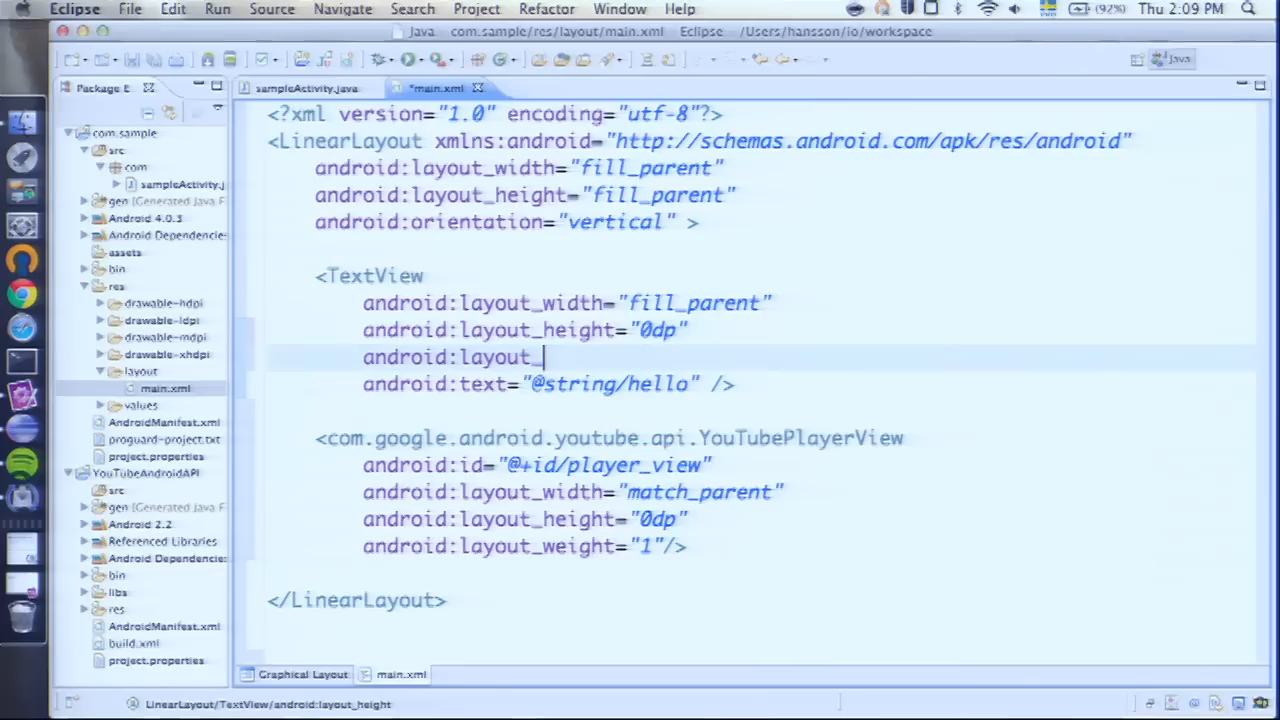 Eclipse File Edit Run Source Navigate Search Project Refactor Window Help (92%) Thu 2:09 PM
Java com.sample/res/layout/main.xml Eclipse /Users/hansson/io/workspace
Java
Package E
sampleActivity.java *main.xml
com.sample
src
com
sampleActivity.j
gen [Generated Java F
Android 4.0.3
Android Dependencie
assets
bin
res
drawable-hdpi
drawable-ldpi
drawable-mdpi
drawable-xhdpi
layout
main.xml
values
AndroidManifest.xml
proguard-project.txt
project.properties
YouTubeAndroidAPI
src
gen [Generated Java F
Android 2.2
Referenced Libraries
Android Dependencie
bin
libs
res
AndroidManifest.xml
build.xml
project.properties
<?xml version="1.0" encoding="utf-8"?>
<LinearLayout xmlns:android="http://schemas.android.com/apk/res/android"
android:layout_width="fill_parent"
android:layout_height="fill_parent"
android:orientation="vertical" >
<TextView
android:layout_width="fill_parent"
android:layout_height="0dp"
android:layout_
android:text="@string/hello" />
<com.google.android.youtube.api.YouTubePlayerView
android:id="@+id/player_view"
android:layout_width="match_parent"
android:layout_height="0dp"
android:layout_weight="1"/>
</LinearLayout>
Graphical Layout main.xml
LinearLayout/TextView/android:layout_height